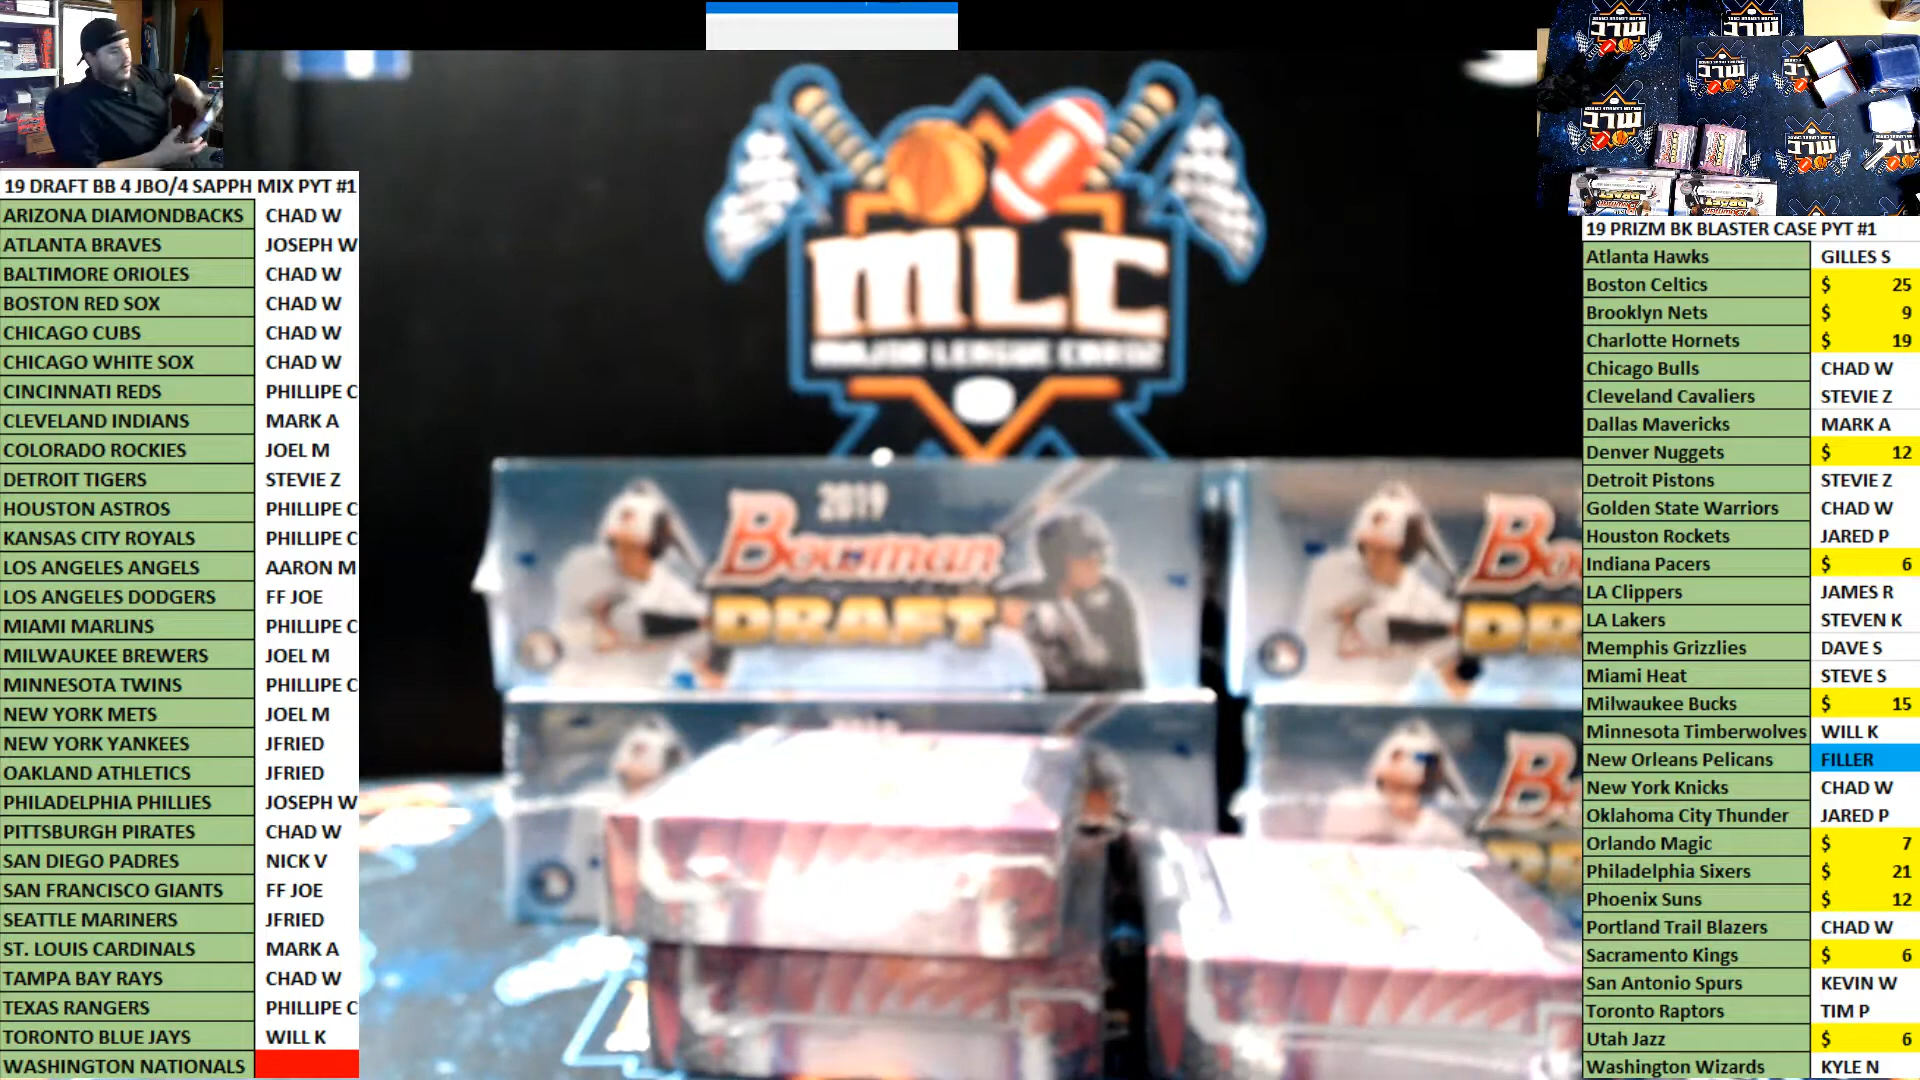 19 DRAFT BB 4 JBO/4 SAPPH MIX PYT #1
ARIZONA DIAMONDBACKS CHAD W
ATLANTA BRAVES JOSEPH W
BALTIMORE ORIOLES CHAD W
BOSTON RED SOX CHAD W
CHICAGO CUBS CHAD W
CHICAGO WHITE SOX CHAD W
CINCINNATI REDS PHILLIPE C
CLEVELAND INDIANS MARK A
COLORADO ROCKIES JOEL M
DETROIT TIGERS STEVIE Z
HOUSTON ASTROS PHILLIPE C
KANSAS CITY ROYALS PHILLIPE C
LOS ANGELES ANGELS AARON M
LOS ANGELES DODGERS FF JOE
MIAMI MARLINS PHILLIPE C
MILWAUKEE BREWERS JOEL M
MINNESOTA TWINS PHILLIPE C
NEW YORK METS JOEL M
NEW YORK YANKEES JFRIED
OAKLAND ATHLETICS JFRIED
PHILADELPHIA PHILLIES JOSEPH W
PITTSBURGH PIRATES CHAD W
SAN DIEGO PADRES NICK V
SAN FRANCISCO GIANTS FF JOE
SEATTLE MARINERS JFRIED
ST. LOUIS CARDINALS MARK A
TAMPA BAY RAYS CHAD W
TEXAS RANGERS PHILLIPE C
TORONTO BLUE JAYS WILL K
WASHINGTON NATIONALS
MLC
MAJOR LEAGUE CHASE
2019
Bowman
DRAFT
Bo
DR
B
19 PRIZM BK BLASTER CASE PYT #1
Atlanta Hawks GILLES S
Boston Celtics $ 25
Brooklyn Nets $ 9
Charlotte Hornets $ 19
Chicago Bulls CHAD W
Cleveland Cavaliers STEVIE Z
Dallas Mavericks MARK A
Denver Nuggets $ 12
Detroit Pistons STEVIE Z
Golden State Warriors CHAD W
Houston Rockets JARED P
Indiana Pacers $ 6
LA Clippers JAMES R
LA Lakers STEVEN K
Memphis Grizzlies DAVE S
Miami Heat STEVE S
Milwaukee Bucks $ 15
Minnesota Timberwolves WILL K
New Orleans Pelicans FILLER
New York Knicks CHAD W
Oklahoma City Thunder JARED P
Orlando Magic $ 7
Philadelphia Sixers $ 21
Phoenix Suns $ 12
Portland Trail Blazers CHAD W
Sacramento Kings $ 6
San Antonio Spurs KEVIN W
Toronto Raptors TIM P
Utah Jazz $ 6
Washington Wizards KYLE N